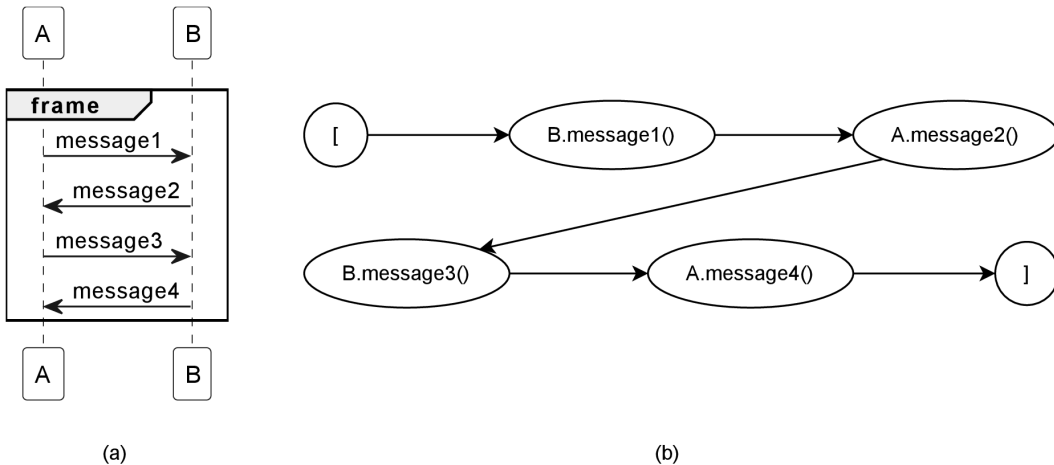 A B
frame
message1
message2
message3
message4
A B
(a)
[ B.message1() A.message2()
B.message3() A.message4() ]
(b)